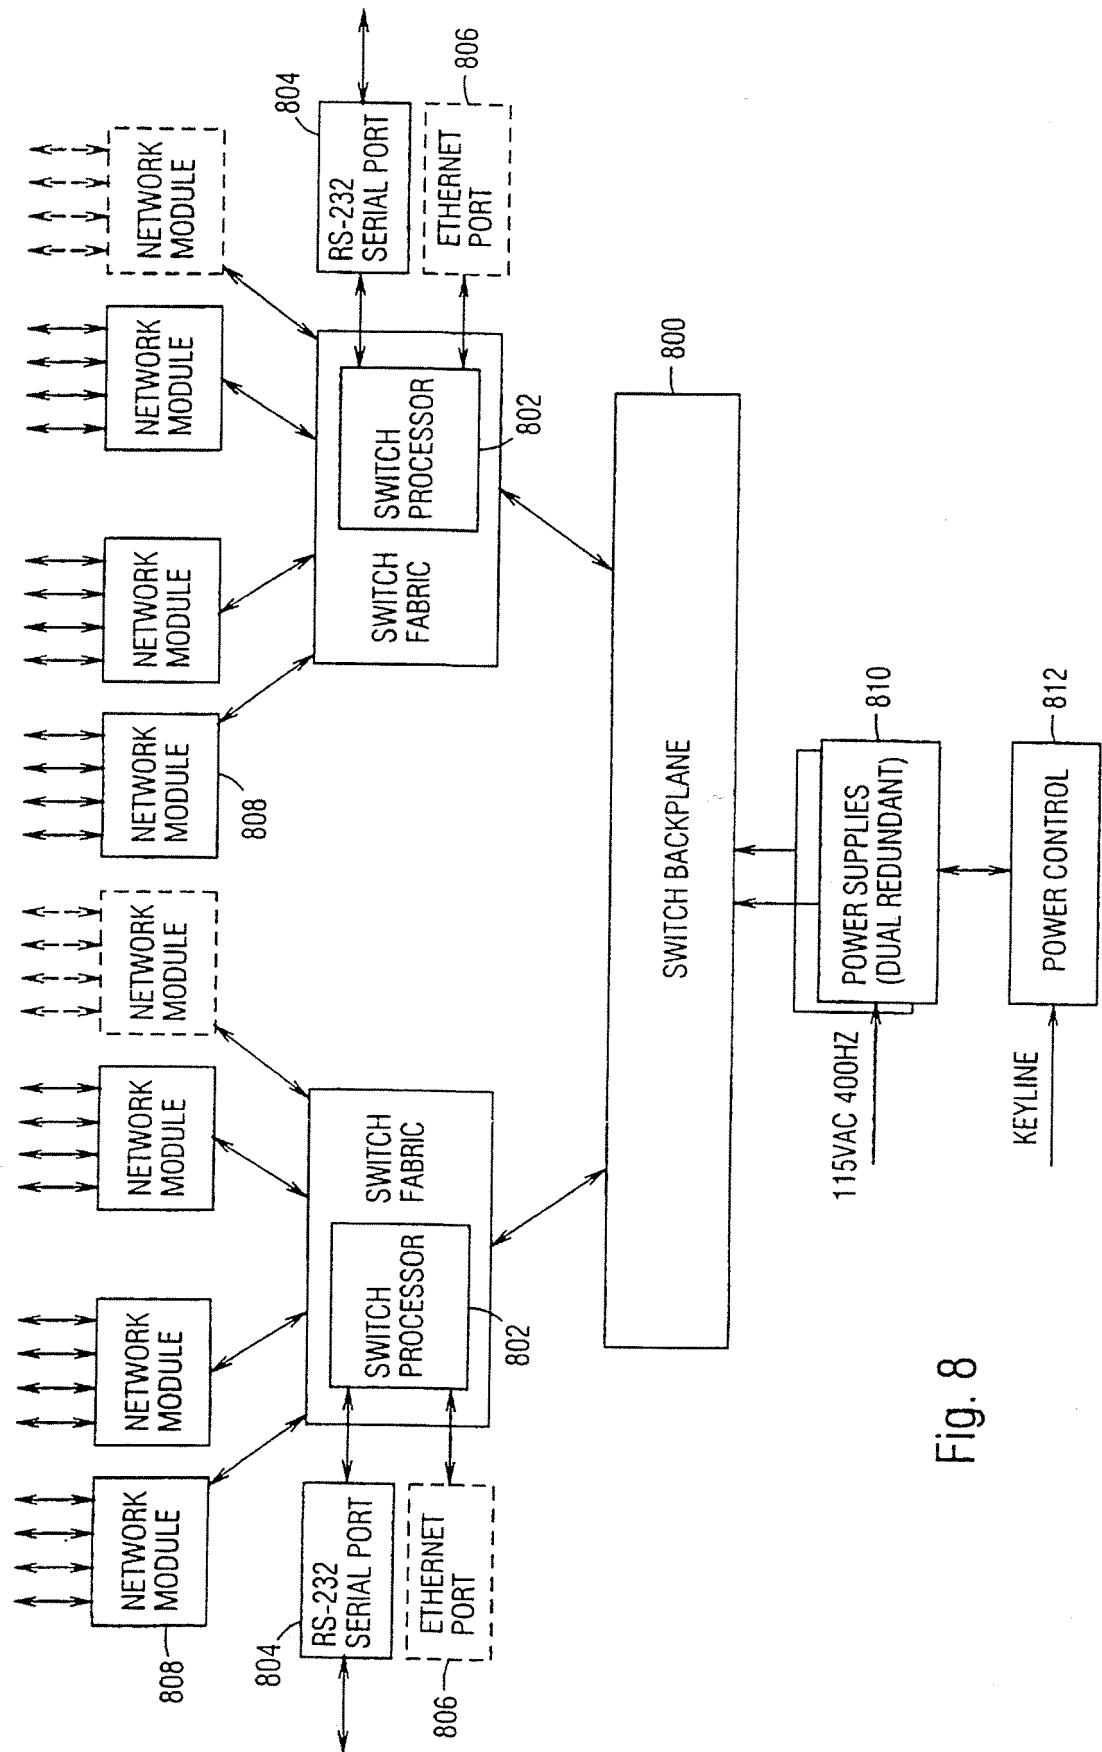 NETWORK
MODULE
NETWORK
MODULE
NETWORK
MODULE
NETWORK
MODULE
NETWORK
MODULE
NETWORK
MODULE
NETWORK
MODULE
NETWORK
MODULE
808
808
804
RS-232
SERIAL PORT
806
ETHERNET
PORT
SWITCH
PROCESSOR
802
SWITCH
FABRIC
SWITCH
FABRIC
SWITCH
PROCESSOR
802
804
RS-232
SERIAL PORT
806
ETHERNET
PORT
800
SWITCH BACKPLANE
115VAC 400HZ
POWER SUPPLIES
(DUAL REDUNDANT)
810
KEYLINE
POWER CONTROL
812
Fig. 8